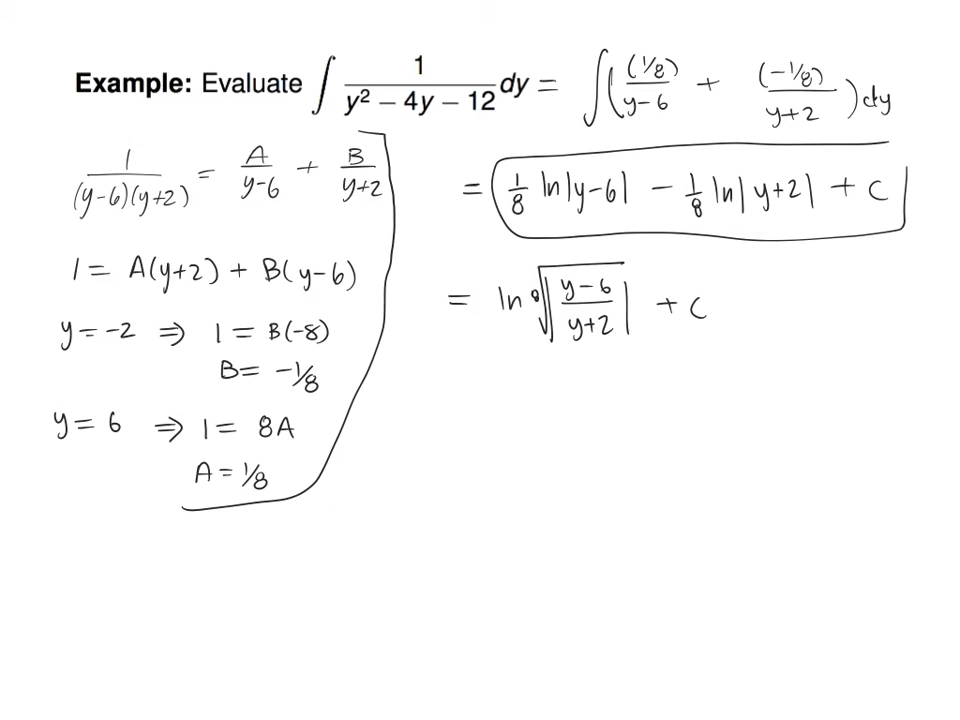 Example: Evaluate ∫ 1/(y² − 4y − 12) dy = ∫((1/8)/(y−6) + (−1/8)/(y+2)) dy
1/((y−6)(y+2)) = A/(y−6) + B/(y+2)
1 = A(y+2) + B(y−6)
y = −2 ⇒ 1 = B(−8)
B = −1/8
y = 6 ⇒ 1 = 8A
A = 1/8
= 1/8 ln|y−6| − 1/8 ln|y+2| + C
= ln ⁸√|(y−6)/(y+2)| + C